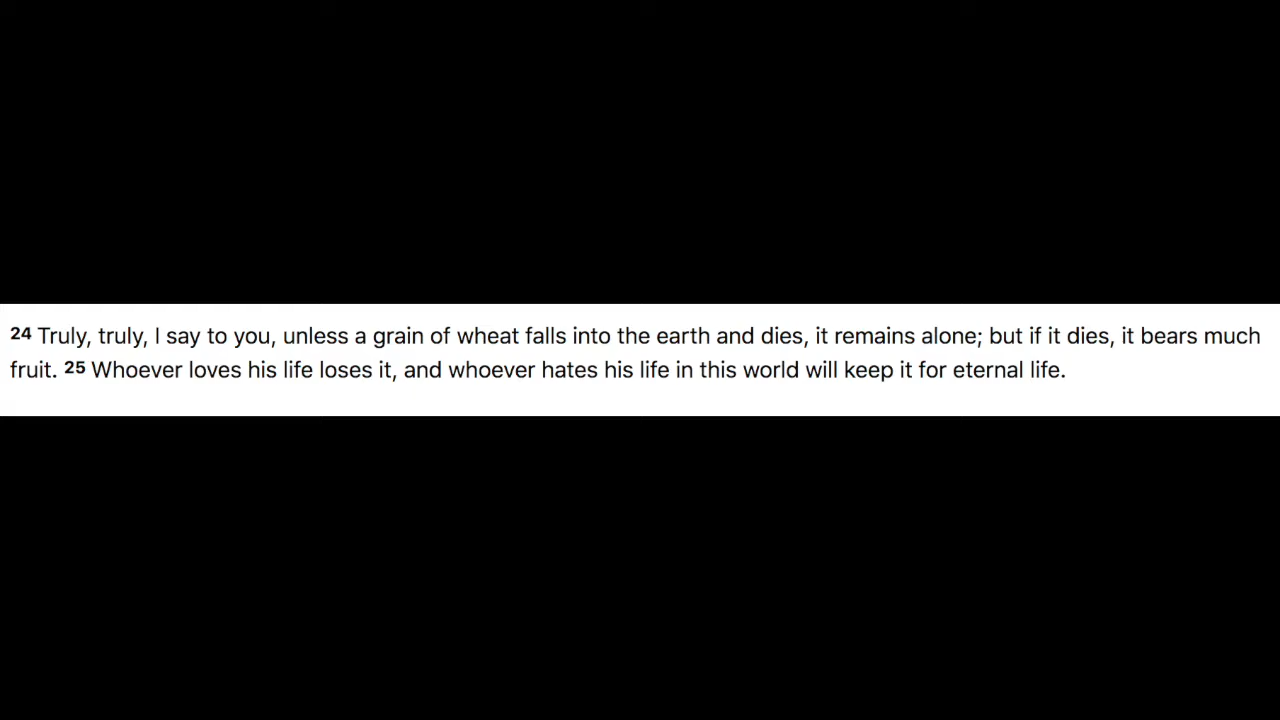 24 Truly, truly, I say to you, unless a grain of wheat falls into the earth and dies, it remains alone; but if it dies, it bears much
fruit. 25 Whoever loves his life loses it, and whoever hates his life in this world will keep it for eternal life.